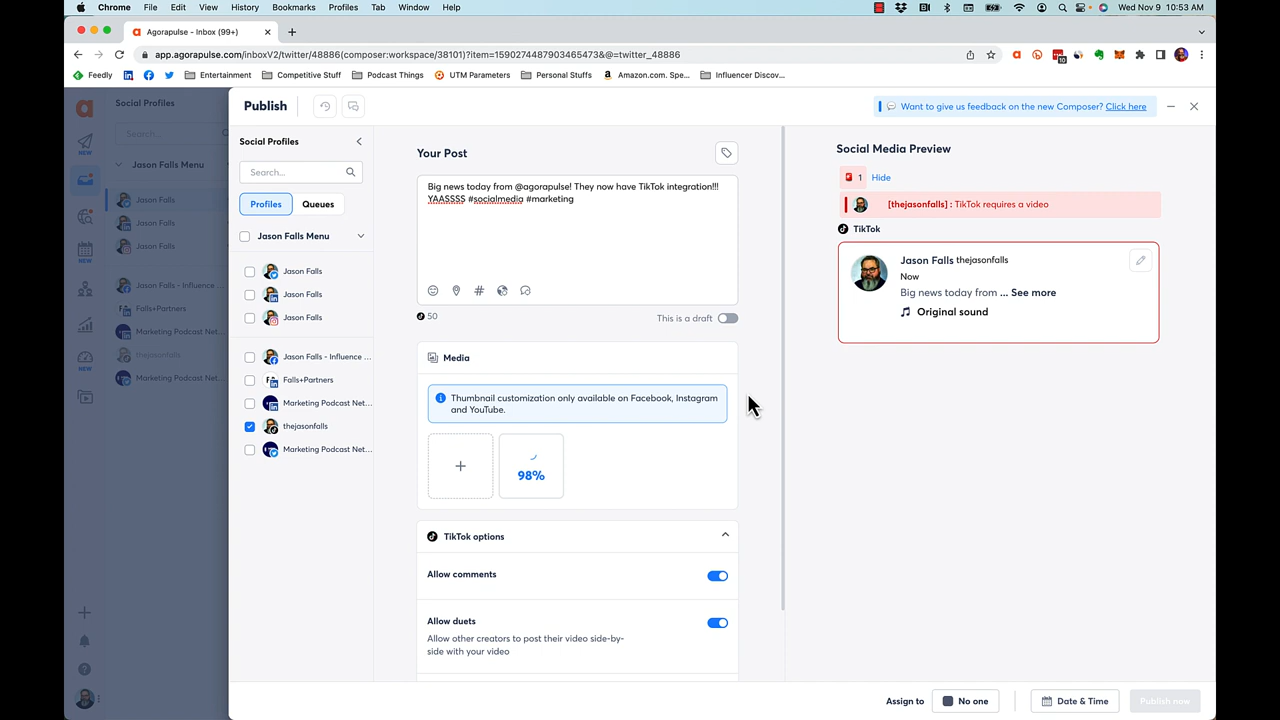 Chrome File Edit View History Bookmarks Profiles Tab Window Help Wed Nov 9 10:53 AM
Agorapulse - Inbox (99+)
app.agorapulse.com/inboxV2/twitter/48886(composer:workspace/38101)?item=1590274487903465473&@=twitter_48886
Feedly Entertainment Competitive Stuff Podcast Things UTM Parameters Personal Stuffs Amazon.com. Spe... Influencer Discov...
Social Profiles
Search...
Jason Falls Menu
Jason Falls
Jason Falls
Jason Falls
Jason Falls - Influence ...
Falls+Partners
Marketing Podcast Net...
thejasonfalls
Marketing Podcast Net...
NEW
NEW
NEW
Publish
Want to give us feedback on the new Composer? Click here
Social Profiles
Search...
Profiles Queues
Jason Falls Menu
Jason Falls
Jason Falls
Jason Falls
Jason Falls - Influence ...
Falls+Partners
Marketing Podcast Net...
thejasonfalls
Marketing Podcast Net...
Your Post
Big news today from @agorapulse! They now have TikTok integration!!!
YAASSSS #socialmedia #marketing
50
This is a draft
Media
Thumbnail customization only available on Facebook, Instagram
and YouTube.
98%
TikTok options
Allow comments
Allow duets
Allow other creators to post their video side-by-
side with your video
Social Media Preview
1 Hide
[thejasonfalls] : TikTok requires a video
TikTok
Jason Falls thejasonfalls
Now
Big news today from ... See more
Original sound
Assign to No one Date & Time Publish now